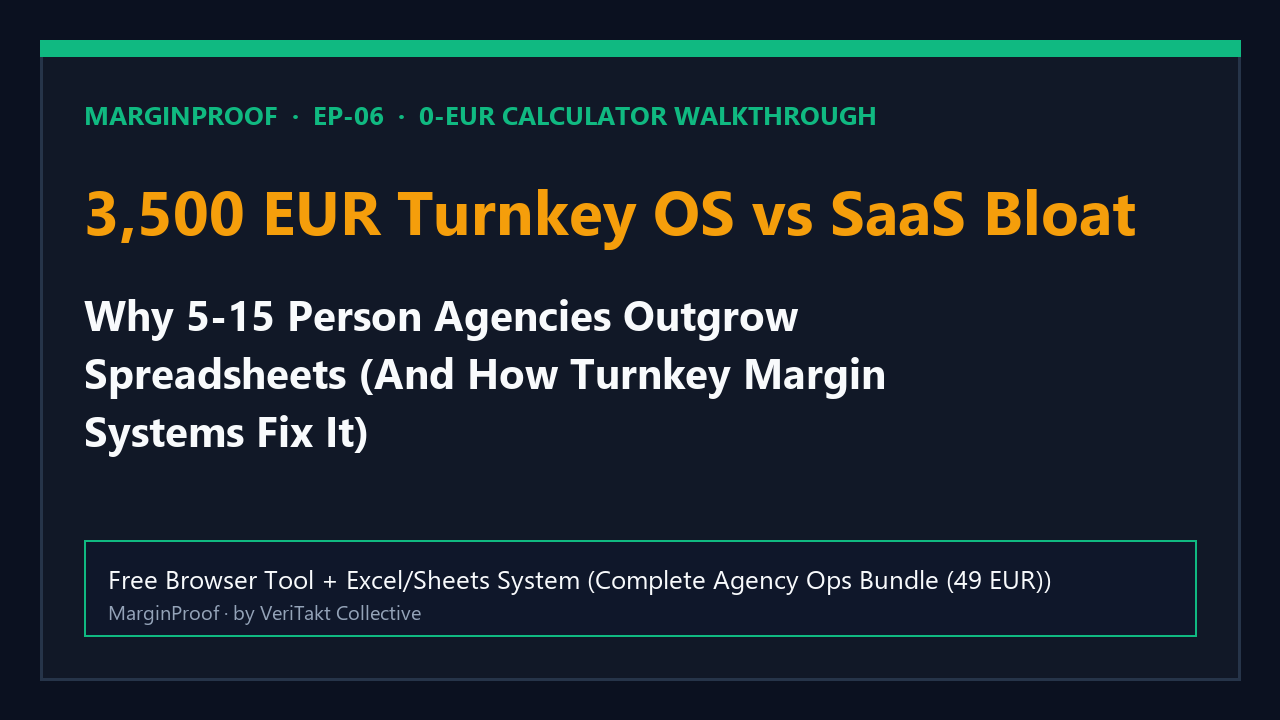 MARGINPROOF · EP-06 · 0-EUR CALCULATOR WALKTHROUGH
3,500 EUR Turnkey OS vs SaaS Bloat
Why 5-15 Person Agencies Outgrow
Spreadsheets (And How Turnkey Margin
Systems Fix It)
Free Browser Tool + Excel/Sheets System (Complete Agency Ops Bundle (49 EUR))
MarginProof · by VeriTakt Collective